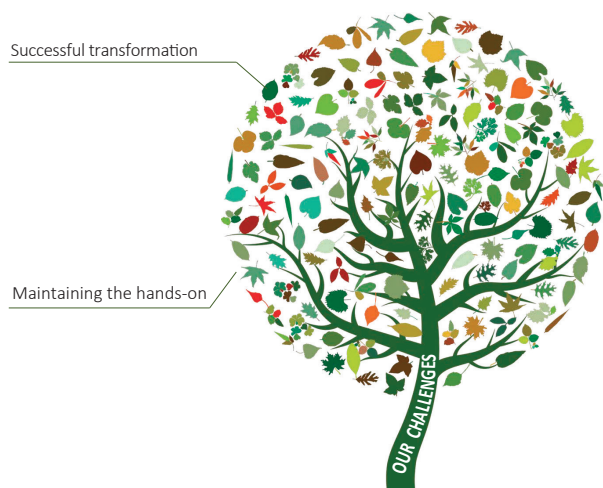 Successful transformation
Maintaining the hands-on
OUR CHALLENGES